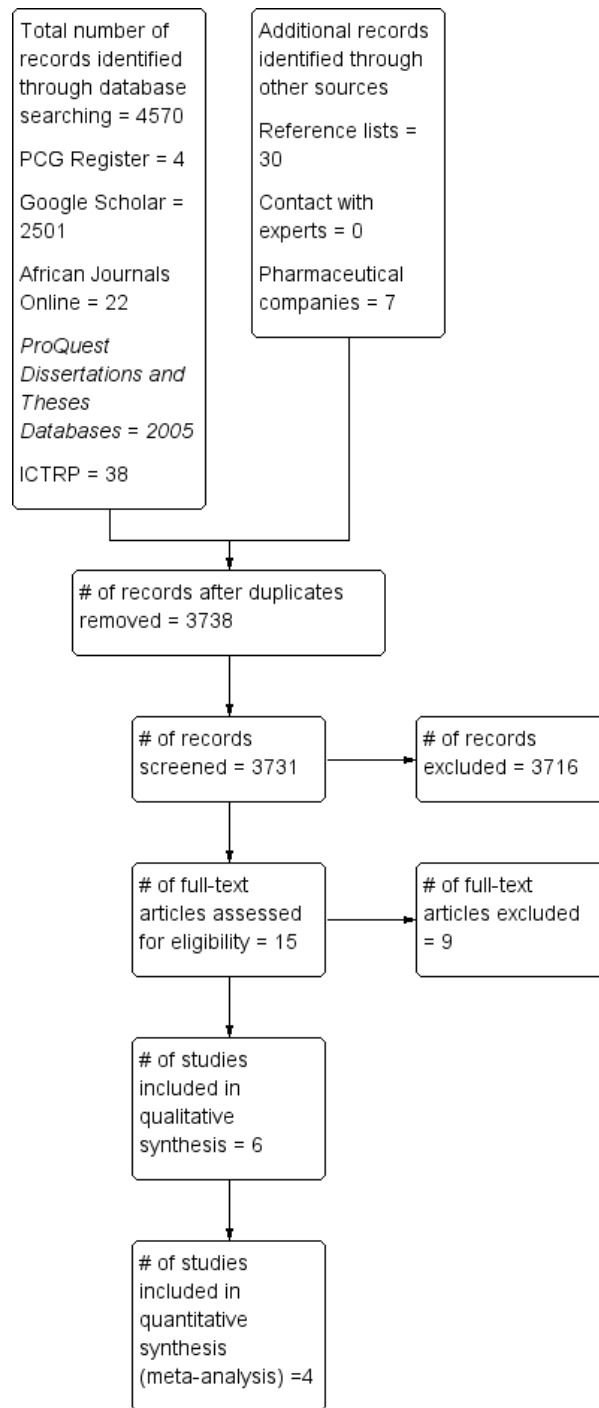 Total number of
records identified
through database
searching = 4570
PCG Register = 4
Google Scholar =
2501
African Journals
Online = 22
ProQuest
Dissertations and
Theses
Databases = 2005
ICTRP = 38
Additional records
identified through
other sources
Reference lists =
30
Contact with
experts = 0
Pharmaceutical
companies = 7
# of records after duplicates
removed = 3738
# of records
screened = 3731
# of records
excluded = 3716
# of full-text
articles assessed
for eligibility = 15
# of full-text
articles excluded
= 9
# of studies
included in
qualitative
synthesis = 6
# of studies
included in
quantitative
synthesis
(meta-analysis) =4